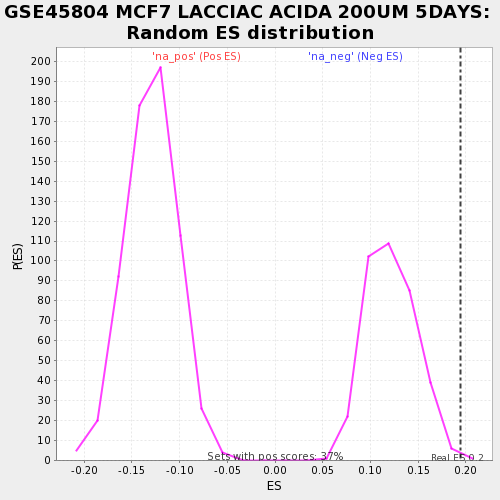 GSE45804 MCF7 LACCIAC ACIDA 200UM 5DAYS:
Random ES distribution
'na_pos' (Pos ES) 'na_neg' (Neg ES)
200
190
180
170
160
150
140
130
120
110
100
90
80
70
60
50
40
30
20
10
0
P(ES)
Sets with pos scores: 37%
Real ES 0.2
-0.20 -0.15 -0.10 -0.05 0.00 0.05 0.10 0.15 0.20
ES